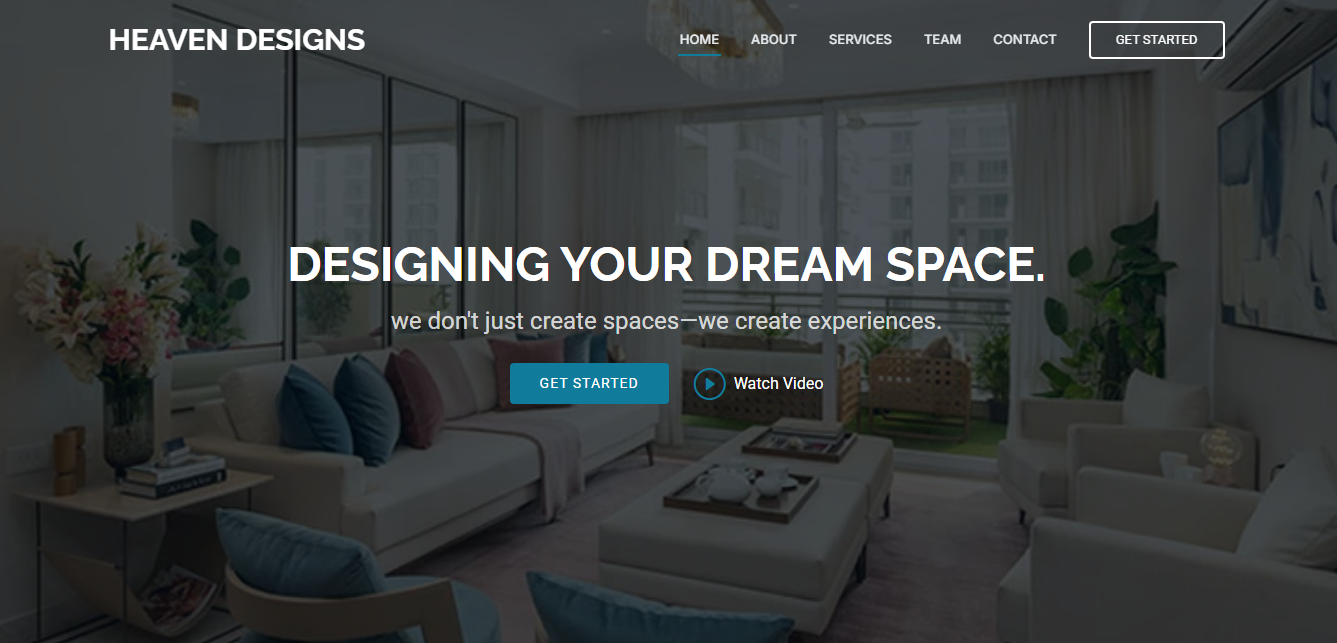 HEAVEN DESIGNS
HOME ABOUT SERVICES TEAM CONTACT GET STARTED
DESIGNING YOUR DREAM SPACE.
we don't just create spaces—we create experiences.
GET STARTED Watch Video